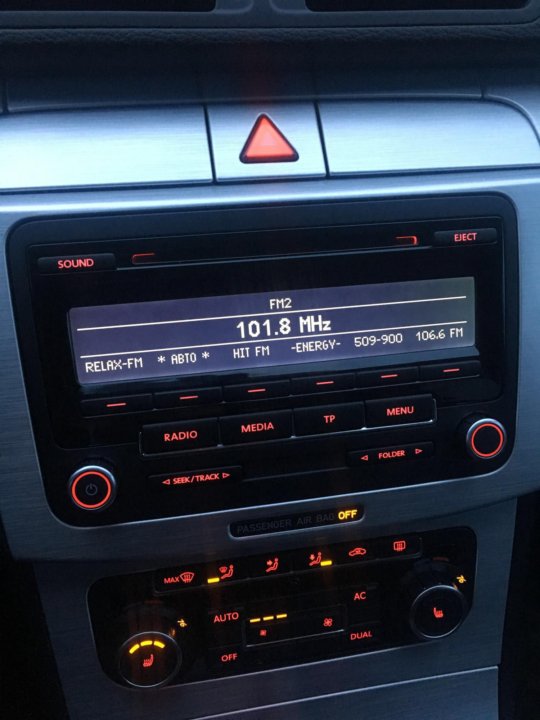 SOUND
EJECT
FM2
101.8 MHz
RELAX-FM * ABTO * HIT FM -ENERGY- 509-900 106.6 FM
RADIO MEDIA TP MENU
SEEK/TRACK FOLDER
PASSENGER AIR BAG OFF
MAX
AUTO AC
OFF DUAL